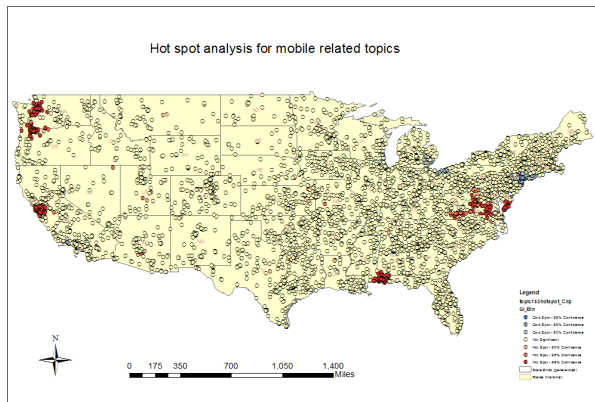 Hot spot analysis for mobile related topics
N
0 175 350 700 1,050 1,400
Miles
Legend
GI_Bin
Cold Spot - 99% Confidence
Cold Spot - 95% Confidence
Cold Spot - 90% Confidence
Not Significant
Hot Spot - 90% Confidence
Hot Spot - 95% Confidence
Hot Spot - 99% Confidence